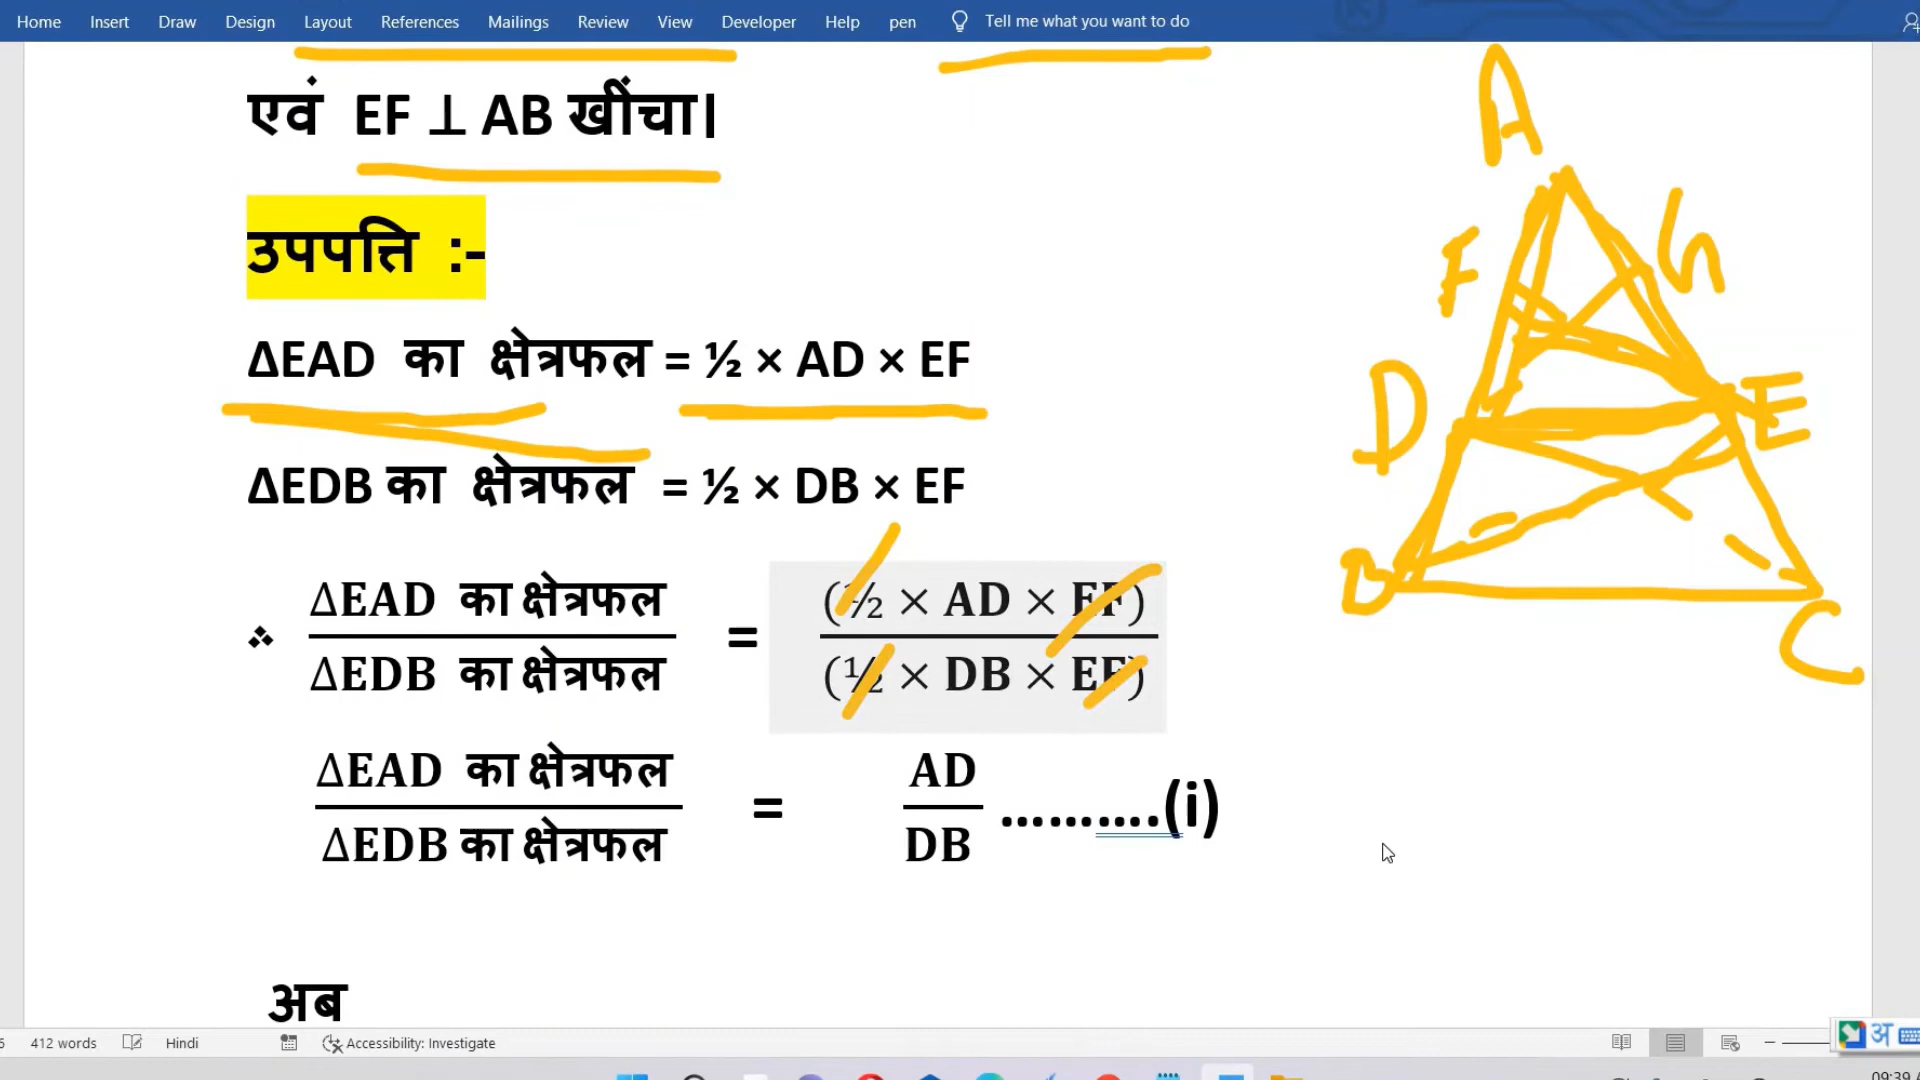 Home Insert Draw Design Layout References Mailings Review View Developer Help pen Tell me what you want to do
एवं EF ⊥ AB खींचा।
उपपत्ति :-
ΔEAD का क्षेत्रफल = ½ × AD × EF
ΔEDB का क्षेत्रफल = ½ × DB × EF
❖ ΔEAD का क्षेत्रफल = (½ × AD × EF)
ΔEDB का क्षेत्रफल (½ × DB × EF)
ΔEAD का क्षेत्रफल = AD ……….(i)
ΔEDB का क्षेत्रफल DB
अब
A
F G
D E
B C
412 words Hindi Accessibility: Investigate
अ
09:39